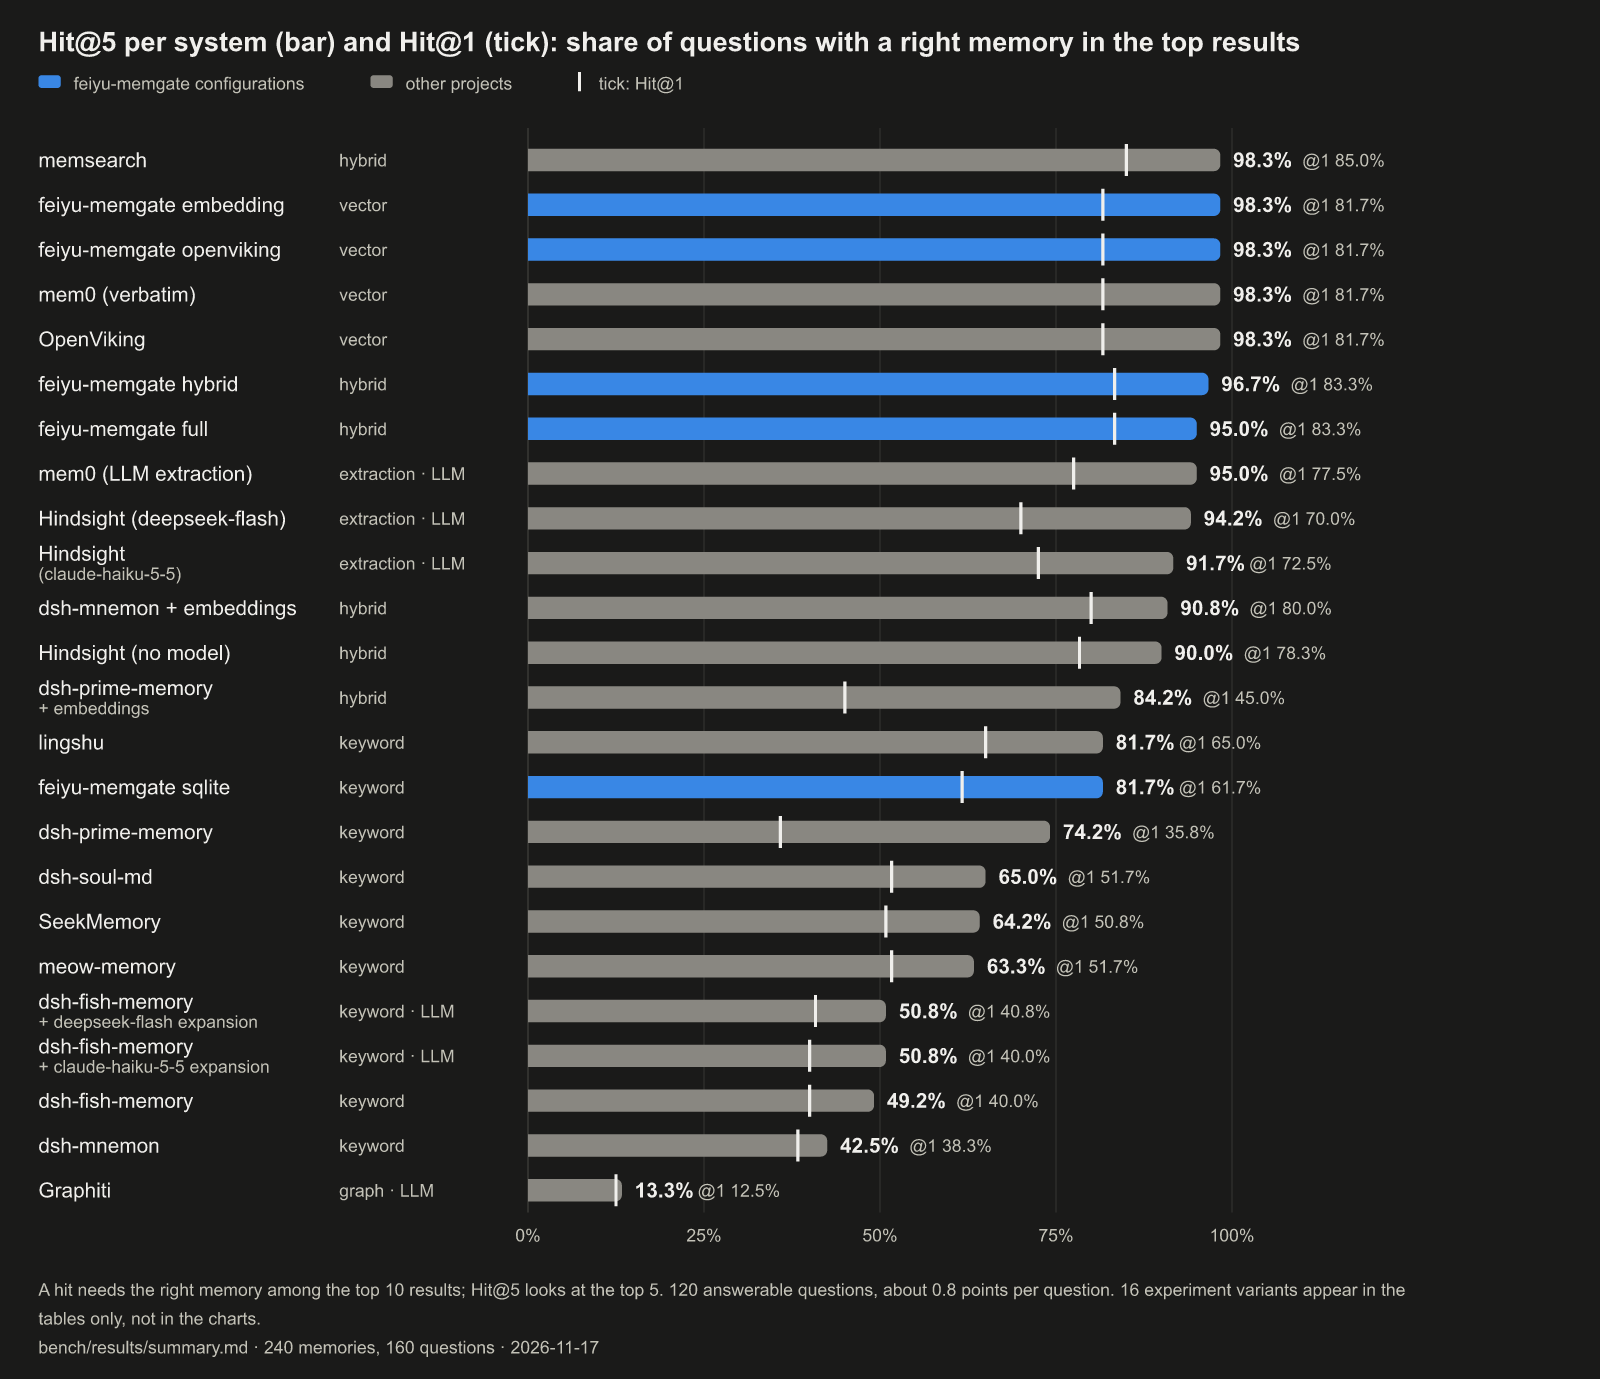 Hit@5 per system (bar) and Hit@1 (tick): share of questions with a right memory in the top results
feiyu-memgate configurations other projects tick: Hit@1
memsearch hybrid 98.3% @1 85.0%
feiyu-memgate embedding vector 98.3% @1 81.7%
feiyu-memgate openviking vector 98.3% @1 81.7%
mem0 (verbatim) vector 98.3% @1 81.7%
OpenViking vector 98.3% @1 81.7%
feiyu-memgate hybrid hybrid 96.7% @1 83.3%
feiyu-memgate full hybrid 95.0% @1 83.3%
mem0 (LLM extraction) extraction · LLM 95.0% @1 77.5%
Hindsight (deepseek-flash) extraction · LLM 94.2% @1 70.0%
Hindsight
(claude-haiku-5-5) extraction · LLM 91.7% @1 72.5%
dsh-mnemon + embeddings hybrid 90.8% @1 80.0%
Hindsight (no model) hybrid 90.0% @1 78.3%
dsh-prime-memory
+ embeddings hybrid 84.2% @1 45.0%
lingshu keyword 81.7% @1 65.0%
feiyu-memgate sqlite keyword 81.7% @1 61.7%
dsh-prime-memory keyword 74.2% @1 35.8%
dsh-soul-md keyword 65.0% @1 51.7%
SeekMemory keyword 64.2% @1 50.8%
meow-memory keyword 63.3% @1 51.7%
dsh-fish-memory
+ deepseek-flash expansion keyword · LLM 50.8% @1 40.8%
dsh-fish-memory
+ claude-haiku-5-5 expansion keyword · LLM 50.8% @1 40.0%
dsh-fish-memory keyword 49.2% @1 40.0%
dsh-mnemon keyword 42.5% @1 38.3%
Graphiti graph · LLM 13.3% @1 12.5%
0% 25% 50% 75% 100%
A hit needs the right memory among the top 10 results; Hit@5 looks at the top 5. 120 answerable questions, about 0.8 points per question. 16 experiment variants appear in the
tables only, not in the charts.
bench/results/summary.md · 240 memories, 160 questions · 2026-11-17